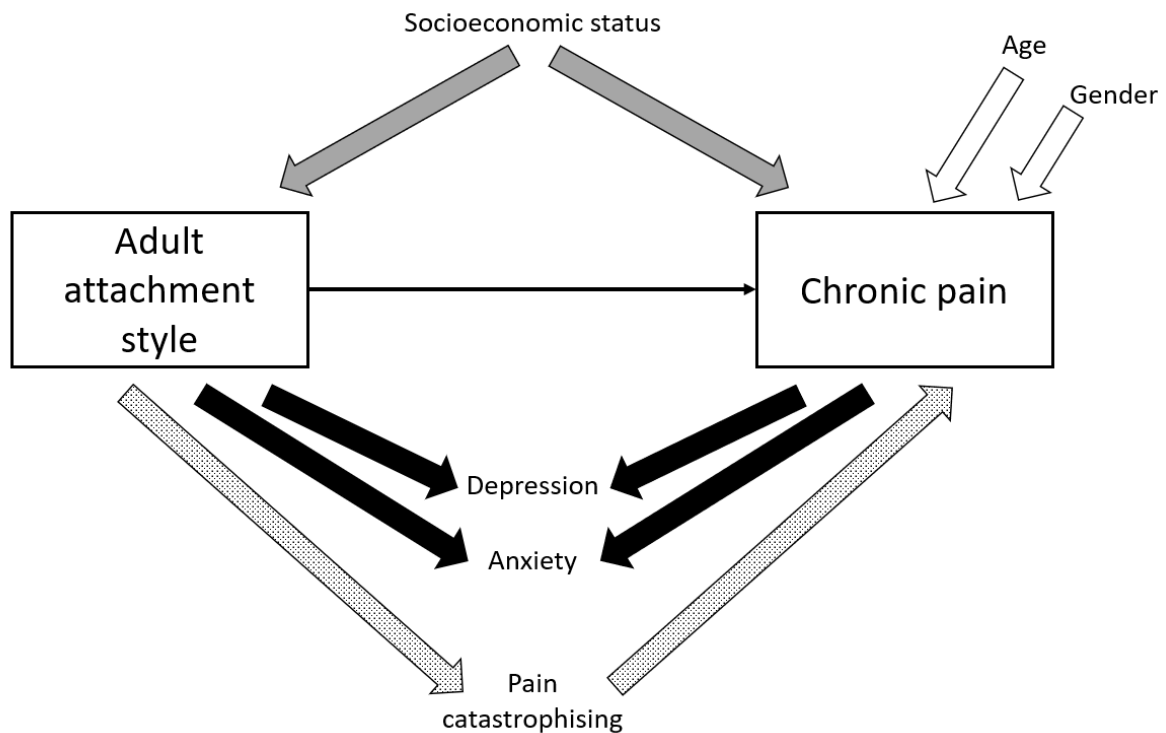 Socioeconomic status
Age
Gender
Adult
attachment
style
Chronic pain
Depression
Anxiety
Pain
catastrophising